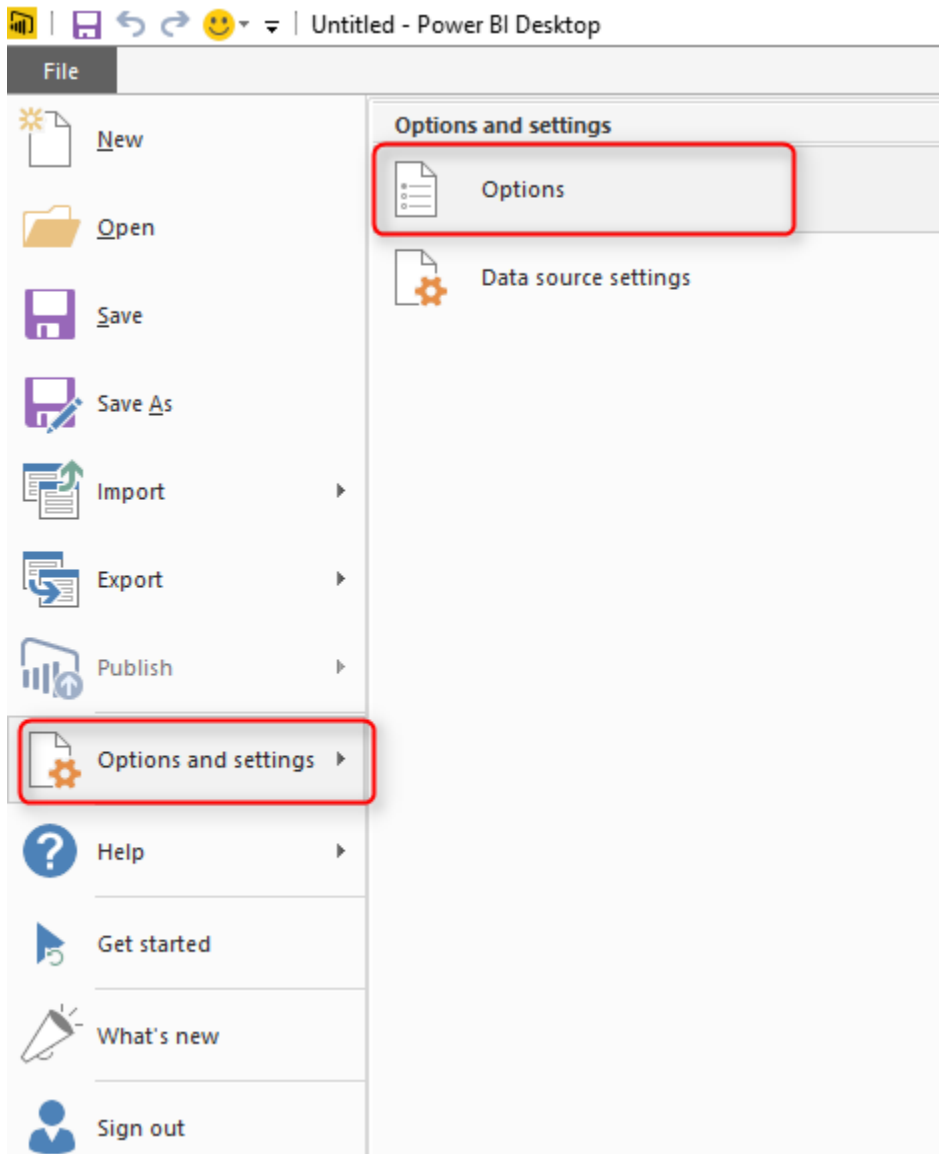 Untitled - Power BI Desktop
File
New
Open
Save
Save As
Import
Export
Publish
Options and settings
Help
Get started
What's new
Sign out
Options and settings
Options
Data source settings